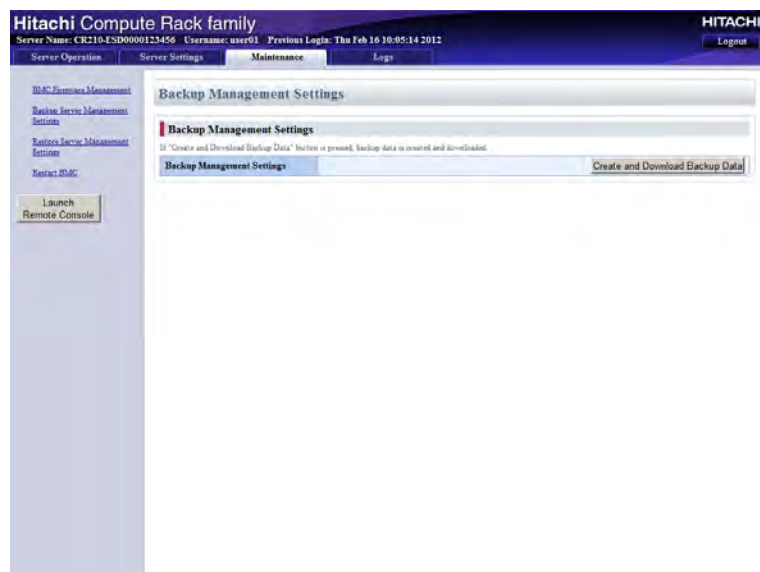 Hitachi Compute Rack family
HITACHI
Server Name: CR210-ESD0000123456 Username: user01 Previous Login: Thu Feb 16 10:05:14 2012
Logout
Server Operation Server Settings Maintenance Logs
BMC Firmware Management
Backup Server Management
Settings
Restore Server Management
Settings
Restart BMC
Launch
Remote Console
Backup Management Settings
Backup Management Settings
If "Create and Download Backup Data" button is pressed, backup data is created and downloaded.
Backup Management Settings
Create and Download Backup Data